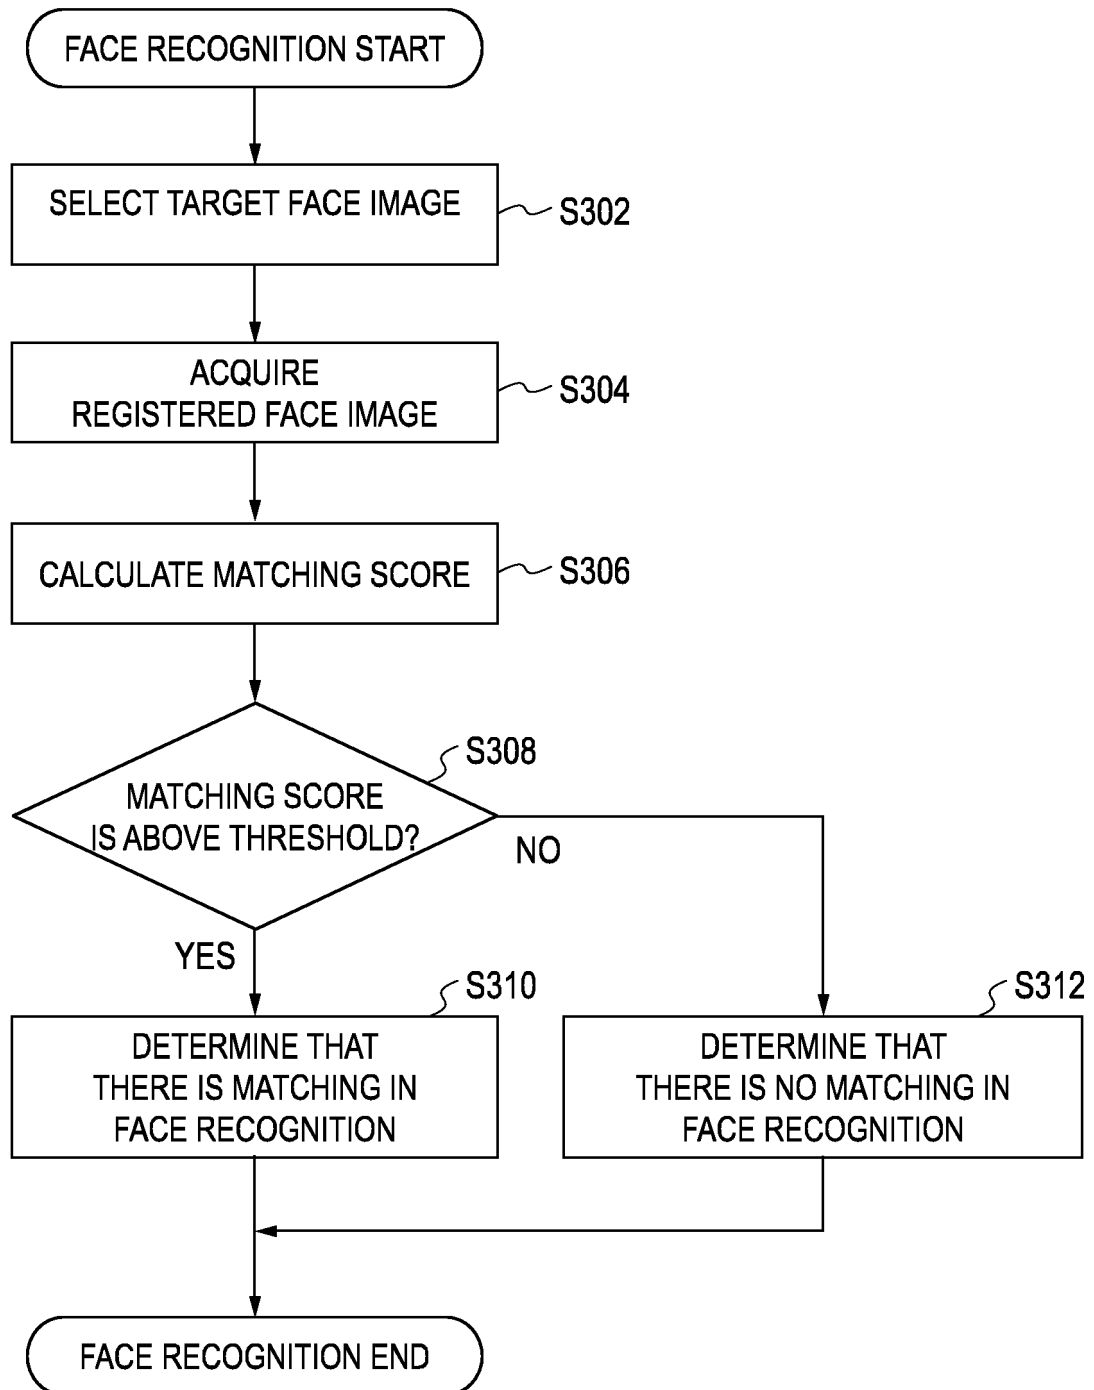 FACE RECOGNITION START
SELECT TARGET FACE IMAGE
S302
ACQUIRE
REGISTERED FACE IMAGE
S304
CALCULATE MATCHING SCORE
S306
S308
MATCHING SCORE
IS ABOVE THRESHOLD?
NO
YES
S310
DETERMINE THAT
THERE IS MATCHING IN
FACE RECOGNITION
S312
DETERMINE THAT
THERE IS NO MATCHING IN
FACE RECOGNITION
FACE RECOGNITION END